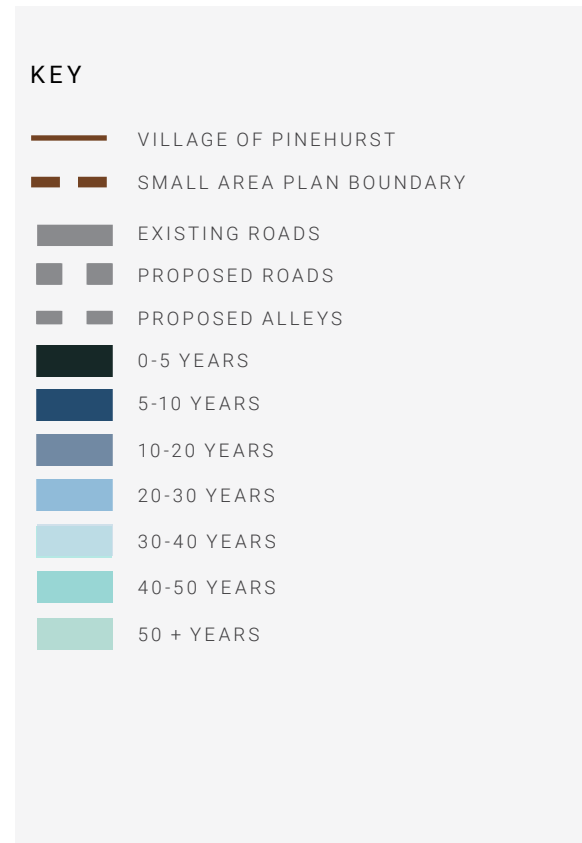 KEY
VILLAGE OF PINEHURST
SMALL AREA PLAN BOUNDARY
EXISTING ROADS
PROPOSED ROADS
PROPOSED ALLEYS
0-5 YEARS
5-10 YEARS
10-20 YEARS
20-30 YEARS
30-40 YEARS
40-50 YEARS
50 + YEARS